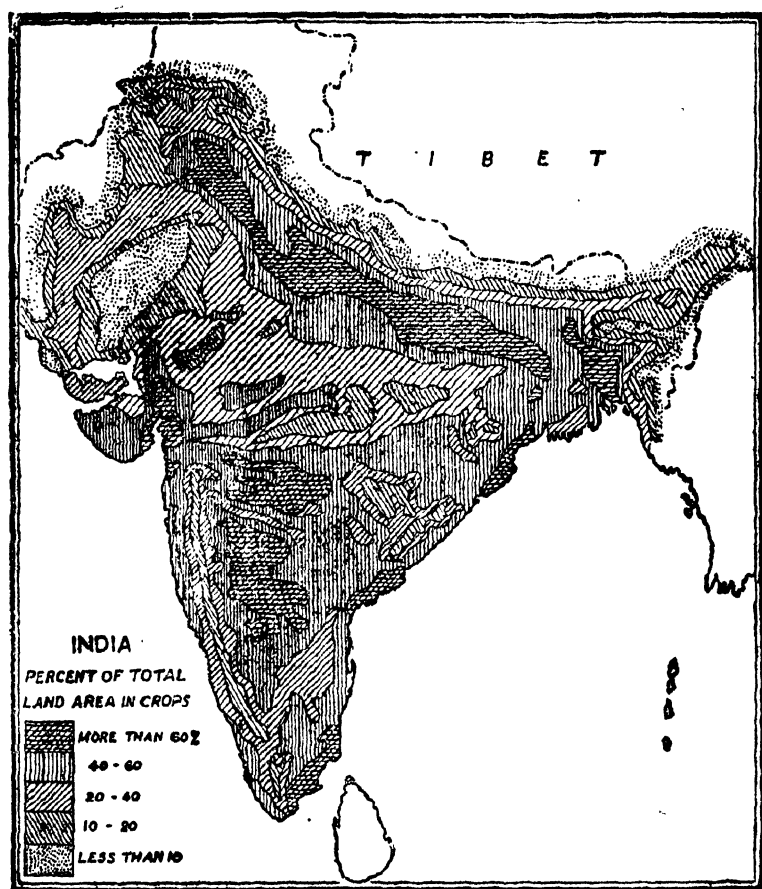 T I B E T
INDIA
PERCENT OF TOTAL
LAND AREA IN CROPS
MORE THAN 60%
40 - 60
20 - 40
10 - 20
LESS THAN 10